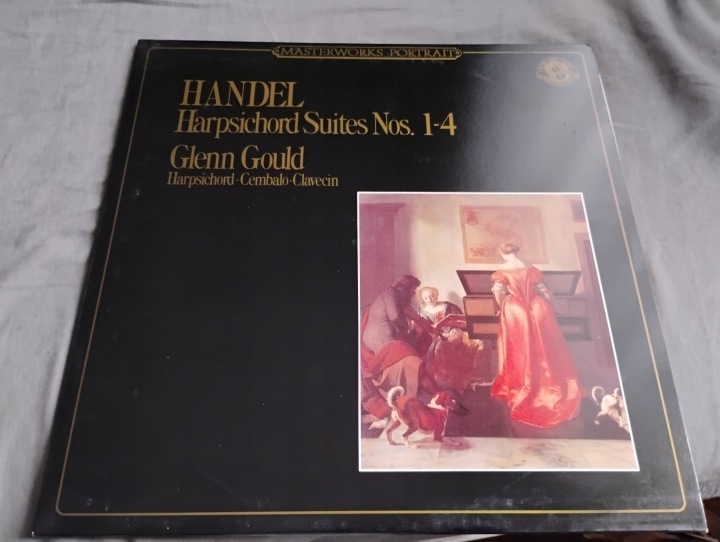 MASTERWORKS PORTRAIT
HANDEL
Harpsichord Suites Nos. 1-4
Glenn Gould
Harpsichord · Cembalo · Clavecin